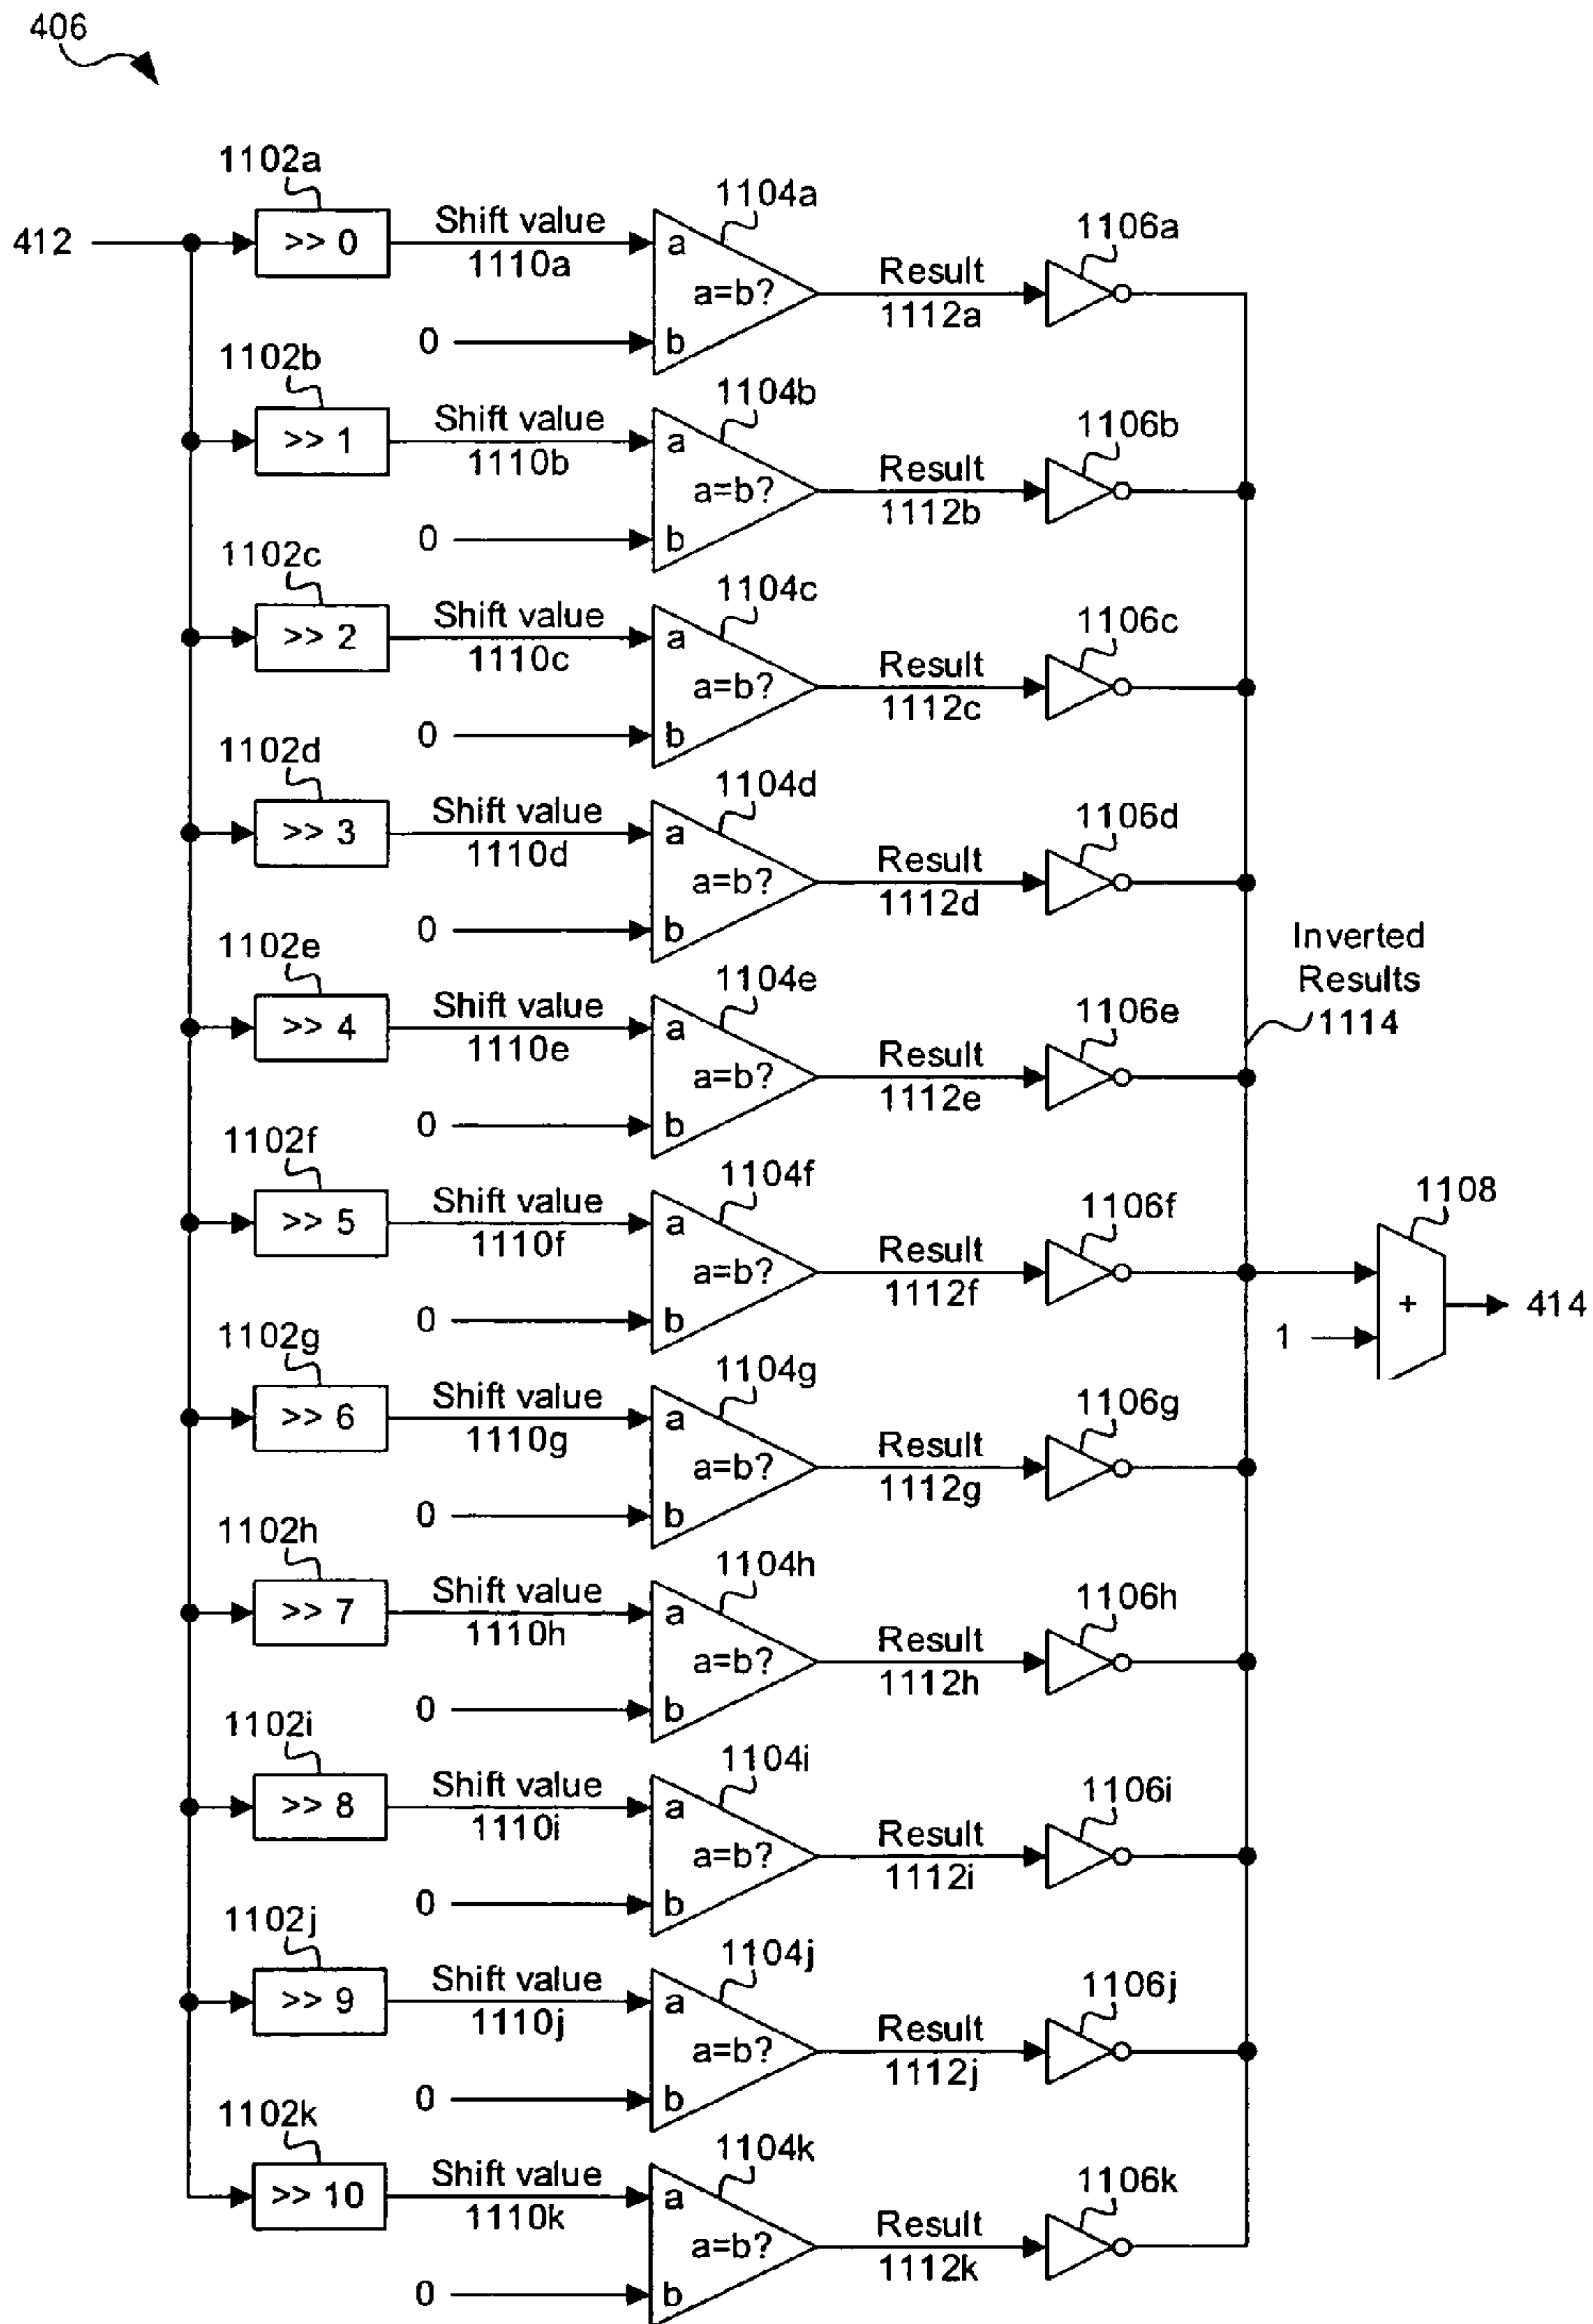 406
1102a
1104a
412
>> 0
Shift value
1110a
a
a=b?
b
0
Result
1112a
1106a
1102b
1104b
>> 1
Shift value
1110b
a
a=b?
b
0
Result
1112b
1106b
1102c
1104c
>> 2
Shift value
1110c
a
a=b?
b
0
Result
1112c
1106c
1102d
1104d
>> 3
Shift value
1110d
a
a=b?
b
0
Result
1112d
1106d
Inverted
Results
1114
1102e
1104e
>> 4
Shift value
1110e
a
a=b?
b
0
Result
1112e
1106e
1102f
1104f
>> 5
Shift value
1110f
a
a=b?
b
0
Result
1112f
1106f
1108
+
1
414
1102g
1104g
>> 6
Shift value
1110g
a
a=b?
b
0
Result
1112g
1106g
1102h
1104h
>> 7
Shift value
1110h
a
a=b?
b
0
Result
1112h
1106h
1102i
1104i
>> 8
Shift value
1110i
a
a=b?
b
0
Result
1112i
1106i
1102j
1104j
>> 9
Shift value
1110j
a
a=b?
b
0
Result
1112j
1106j
1102k
1104k
>> 10
Shift value
1110k
a
a=b?
b
0
Result
1112k
1106k